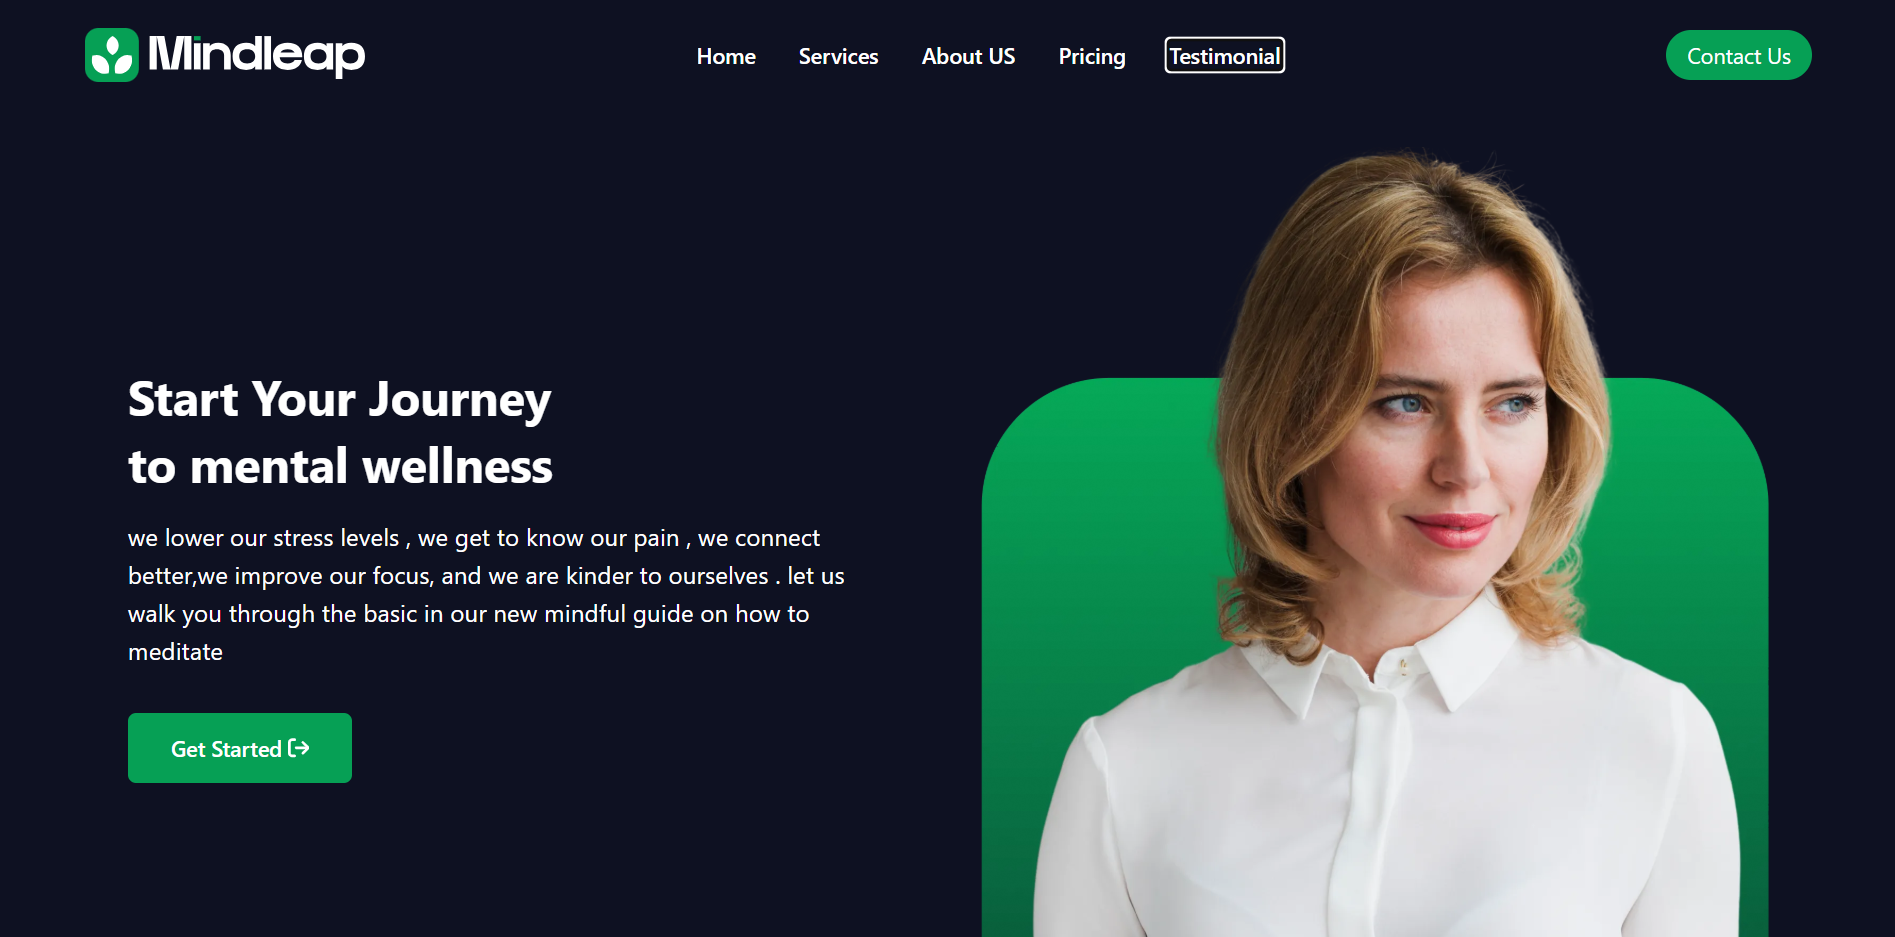 Mindleap
Home
Services
About US
Pricing
Testimonial
Contact Us
Start Your Journey
to mental wellness
we lower our stress levels , we get to know our pain , we connect
better,we improve our focus, and we are kinder to ourselves . let us
walk you through the basic in our new mindful guide on how to
meditate
Get Started